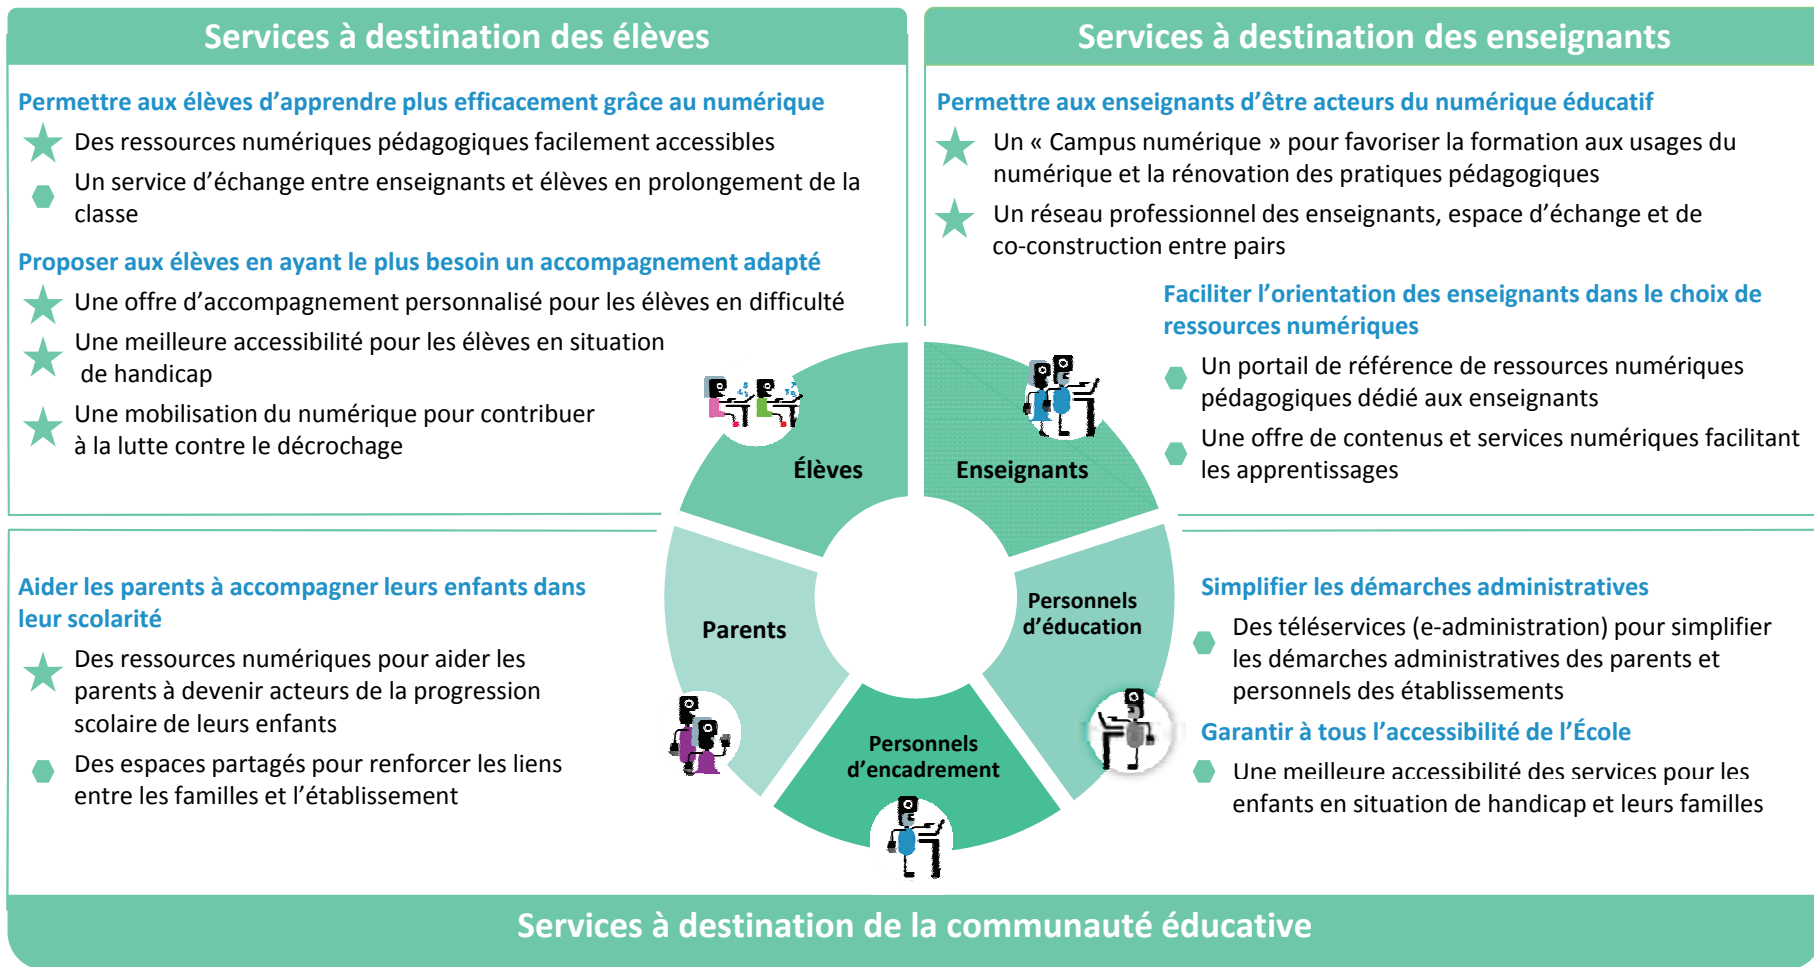 Services à destination des élèves
Permettre aux élèves d’apprendre plus efficacement grâce au numérique
Des ressources numériques pédagogiques facilement accessibles
Un service d’échange entre enseignants et élèves en prolongement de la
classe
Proposer aux élèves en ayant le plus besoin un accompagnement adapté
Une offre d’accompagnement personnalisé pour les élèves en difficulté
Une meilleure accessibilité pour les élèves en situation
de handicap
Une mobilisation du numérique pour contribuer
à la lutte contre le décrochage
Services à destination des enseignants
Permettre aux enseignants d’être acteurs du numérique éducatif
Un « Campus numérique » pour favoriser la formation aux usages du
numérique et la rénovation des pratiques pédagogiques
Un réseau professionnel des enseignants, espace d’échange et de
co-construction entre pairs
Faciliter l’orientation des enseignants dans le choix de
ressources numériques
Un portail de référence de ressources numériques
pédagogiques dédié aux enseignants
Une offre de contenus et services numériques facilitant
les apprentissages
Élèves
Enseignants
Parents
Personnels
d’éducation
Personnels
d’encadrement
Aider les parents à accompagner leurs enfants dans
leur scolarité
Des ressources numériques pour aider les
parents à devenir acteurs de la progression
scolaire de leurs enfants
Des espaces partagés pour renforcer les liens
entre les familles et l’établissement
Simplifier les démarches administratives
Des téléservices (e-administration) pour simplifier
les démarches administratives des parents et
personnels des établissements
Garantir à tous l’accessibilité de l’École
Une meilleure accessibilité des services pour les
enfants en situation de handicap et leurs familles
Services à destination de la communauté éducative